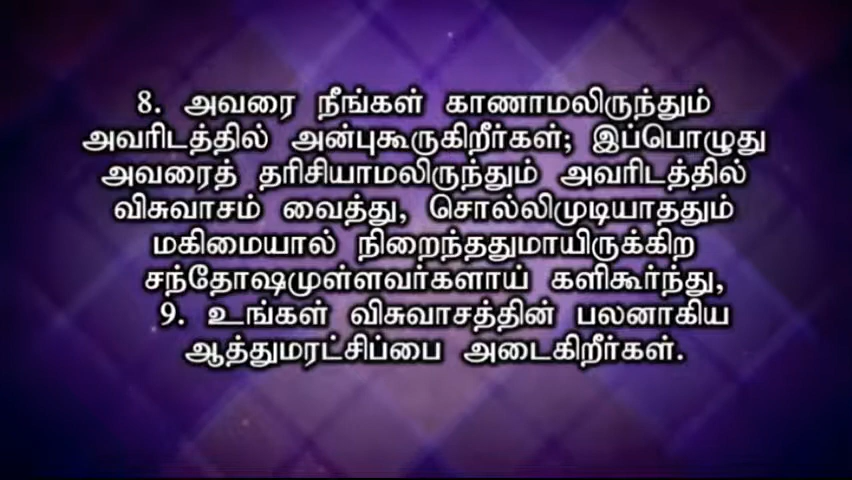 8. அவரை நீங்கள் காணாமலிருந்தும்
அவரிடத்தில் அன்புகூருகிறீர்கள்; இப்பொழுது
அவரைத் தரிசியாமலிருந்தும் அவரிடத்தில்
விசுவாசம் வைத்து, சொல்லிமுடியாததும்
மகிமையால் நிறைந்ததுமாயிருக்கிற
சந்தோஷமுள்ளவர்களாய் களிகூர்ந்து,
9. உங்கள் விசுவாசத்தின் பலனாகிய
ஆத்துமரட்சிப்பை அடைகிறீர்கள்.